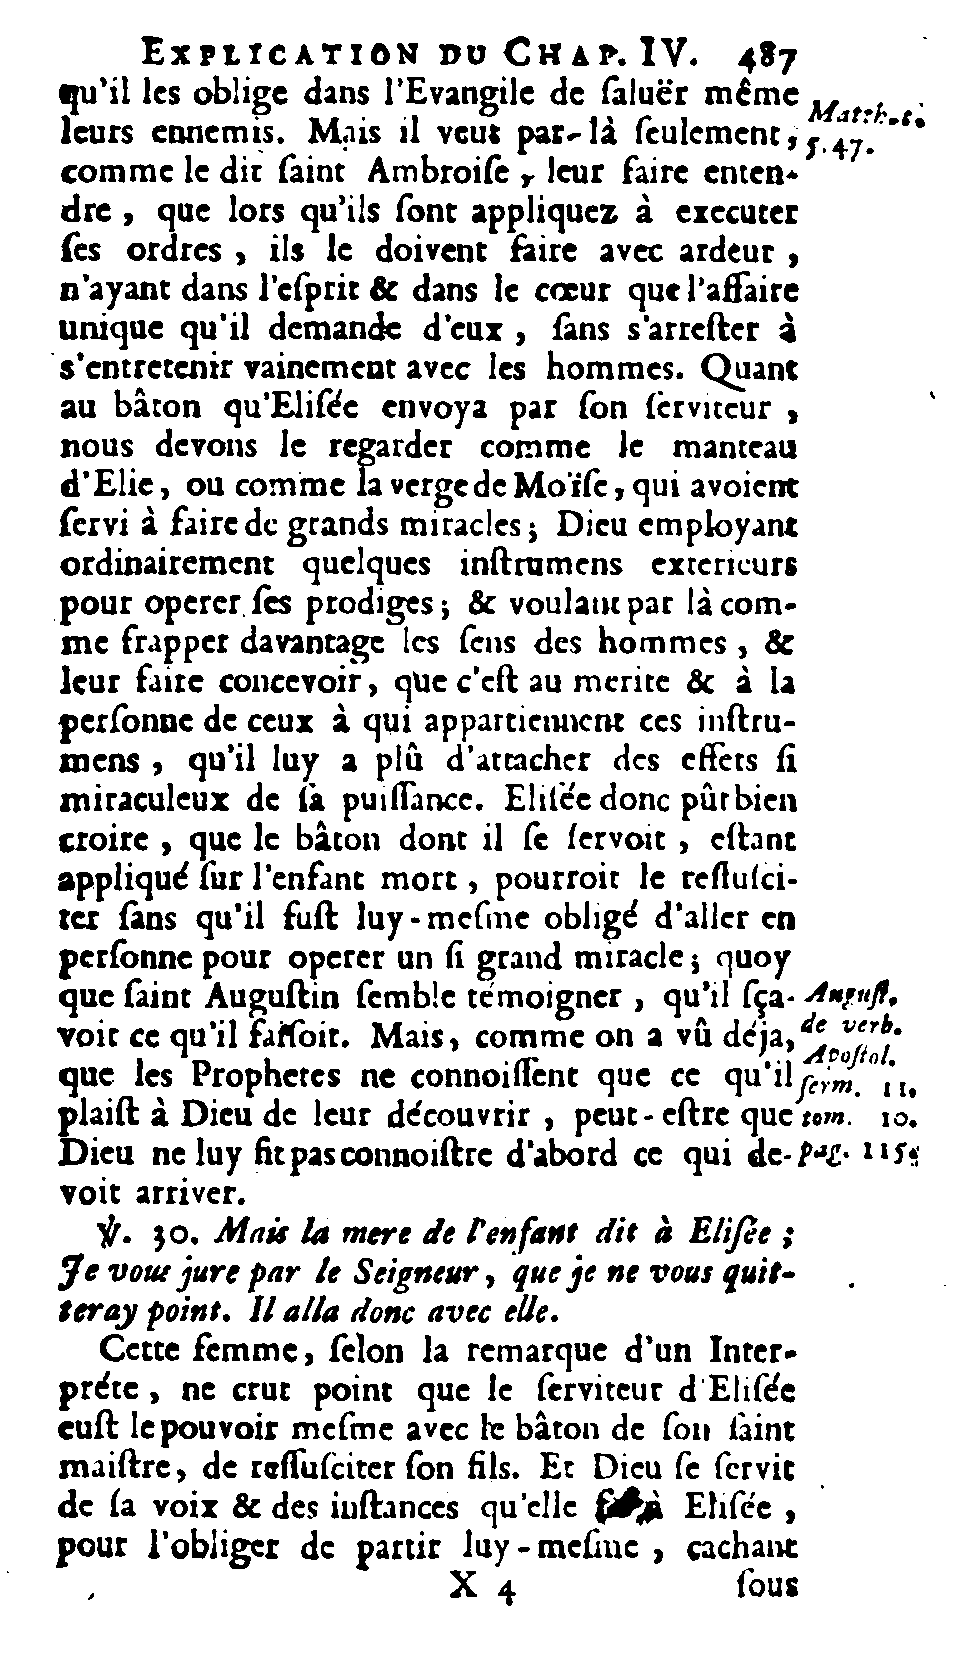 EXPLICATION DU CHAP. IV. 487
qu'il les oblige dans l'Evangile de ſaluër même
leurs ennemis. Mais il veut par-là ſeulement,
comme le dit ſaint Ambroiſe, leur faire enten-
dre, que lors qu'ils ſont appliquez à executer
ſes ordres, ils le doivent faire avec ardeur,
n'ayant dans l'eſprit & dans le cœur que l'affaire
unique qu'il demande d'eux, ſans s'arreſter à
s'entretenir vainement avec les hommes. Quant
au bâton qu'Eliſée envoya par ſon ſerviteur,
nous devons le regarder comme le manteau
d'Elie, ou comme la verge de Moïſe, qui avoient
ſervi à faire de grands miracles; Dieu employant
ordinairement quelques inſtrumens exterieurs
pour operer ſes prodiges; & voulant par là com-
me frapper davantage les ſens des hommes, &
leur faire concevoir, que c'eſt au merite & à la
perſonne de ceux à qui appartiennent ces inſtru-
mens, qu'il luy a plû d'attacher des effets ſi
miraculeux de ſa puiſſance. Eliſée donc pût bien
croire, que le bâton dont il ſe ſervoit, eſtant
appliqué ſur l'enfant mort, pourroit le reſſuſci-
ter ſans qu'il fuſt luy-meſme obligé d'aller en
perſonne pour operer un ſi grand miracle; quoy
que ſaint Auguſtin ſemble témoigner, qu'il ſça-
voit ce qu'il faiſoit. Mais, comme on a vû déja,
que les Prophetes ne connoiſſent que ce qu'il
plaiſt à Dieu de leur découvrir, peut-eſtre que
Dieu ne luy fit pas connoiſtre d'abord ce qui de-
voit arriver.
℣. 30. Mais la mere de l'enfant dit à Eliſée;
Je vous jure par le Seigneur, que je ne vous quit-
teray point. Il alla donc avec elle.
Cette femme, ſelon la remarque d'un Inter-
préte, ne crut point que le ſerviteur d'Eliſée
euſt le pouvoir meſme avec le bâton de ſon ſaint
maiſtre, de reſſuſciter ſon fils. Et Dieu ſe ſervit
de ſa voix & des inſtances qu'elle à Eliſée,
pour l'obliger de partir luy-meſme, cachant
X 4 ſous
Matth. c.
5. 47.
Auguſt.
de verb.
Apoſtol.
ſerm. 11.
tom. 10.
pag. 115.